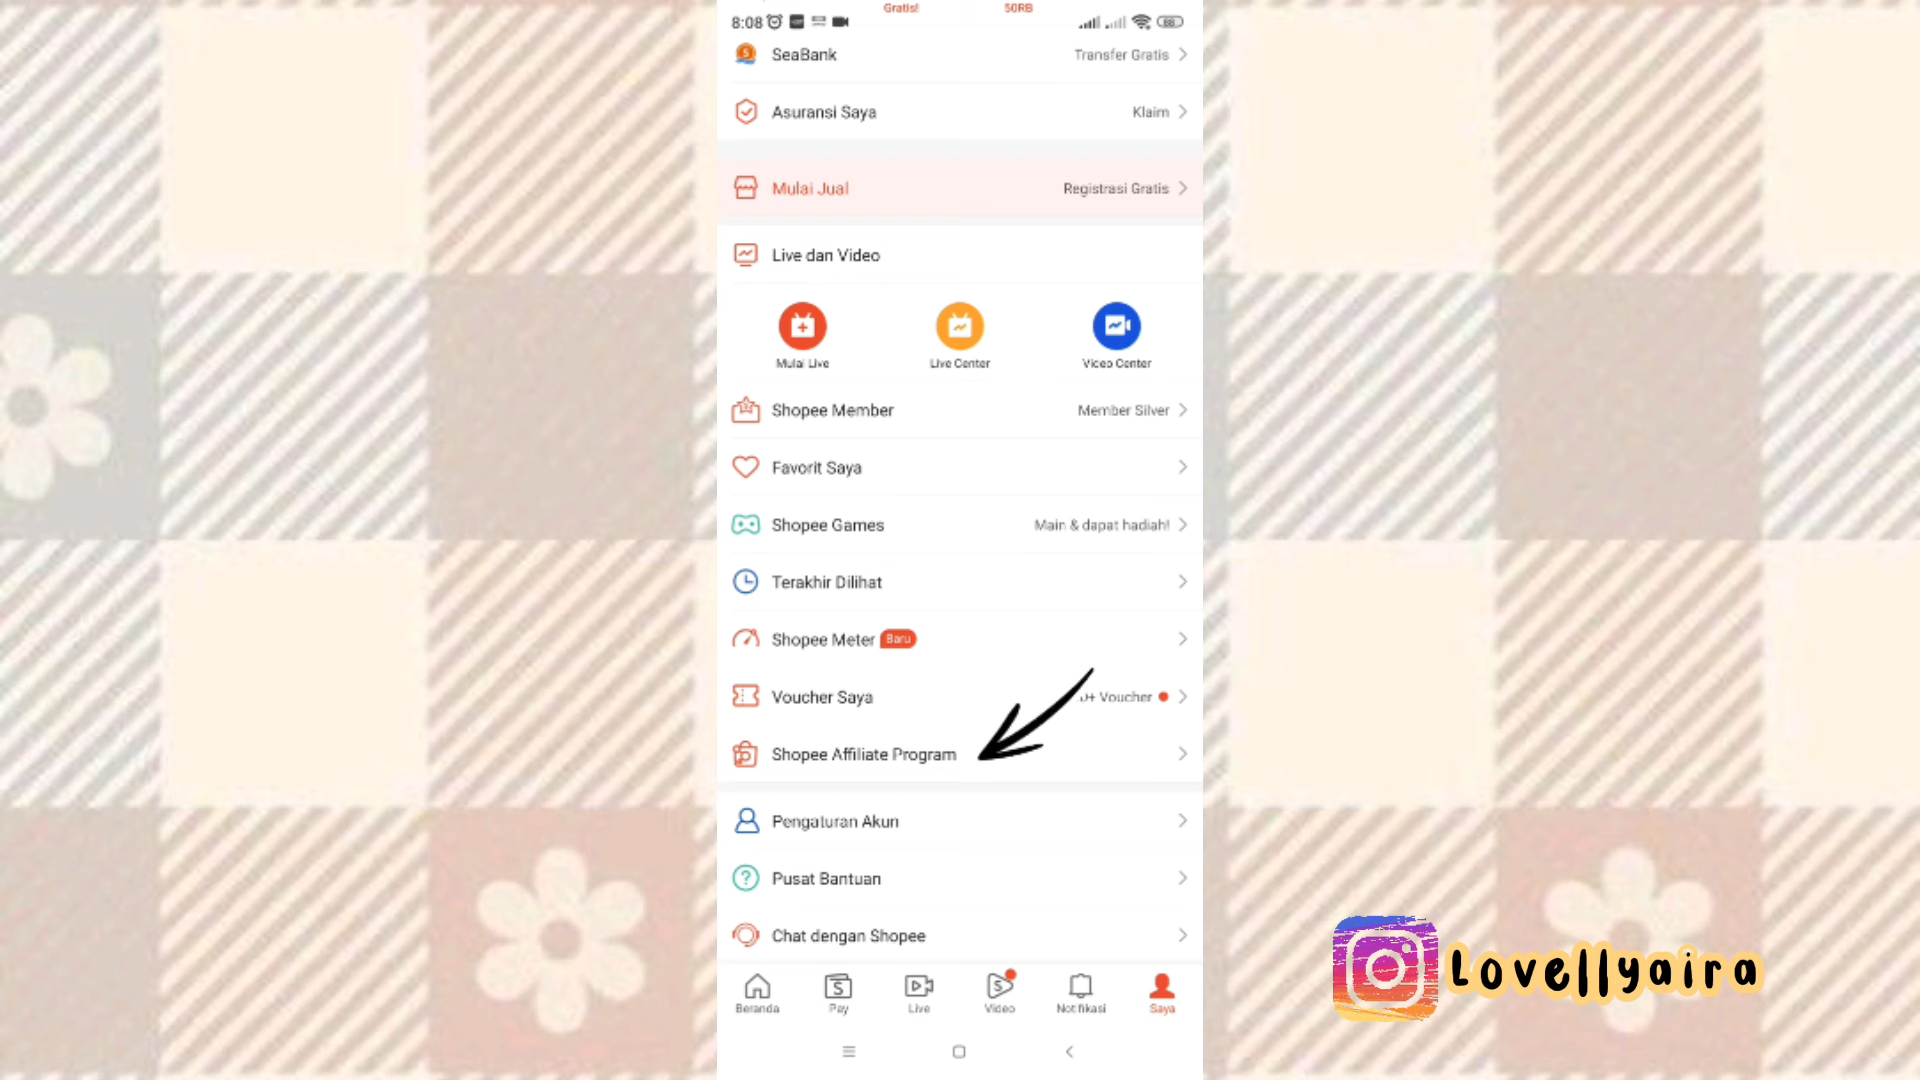 Gratis!
50RB
8:08
88
SeaBank
Transfer Gratis
Asuransi Saya
Klaim
Mulai Jual
Registrasi Gratis
Live dan Video
Mulai Live
Live Center
Video Center
Shopee Member
Member Silver
Favorit Saya
Shopee Games
Main & dapat hadiah!
Terakhir Dilihat
Shopee Meter
Baru
Voucher Saya
+ Voucher
Shopee Affiliate Program
Pengaturan Akun
Pusat Bantuan
Chat dengan Shopee
Beranda
Pay
Live
Video
Notifikasi
Saya
Lovellyaira